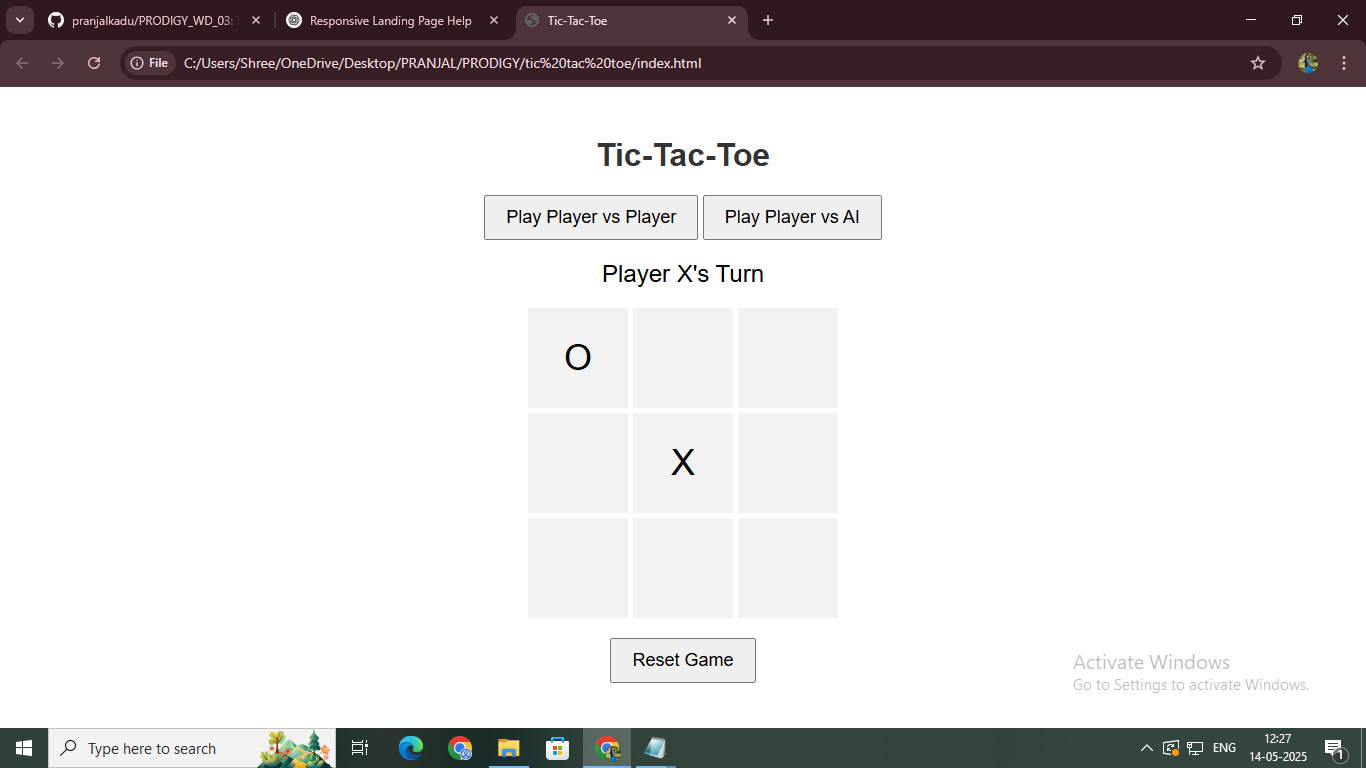 pranjalkadu/PRODIGY_WD_03:
Responsive Landing Page Help
Tic-Tac-Toe
File
C:/Users/Shree/OneDrive/Desktop/PRANJAL/PRODIGY/tic%20tac%20toe/index.html
Tic-Tac-Toe
Play Player vs Player
Play Player vs AI
Player X's Turn
O
X
Reset Game
Activate Windows
Go to Settings to activate Windows.
Type here to search
ENG
12:27
14-05-2025
1